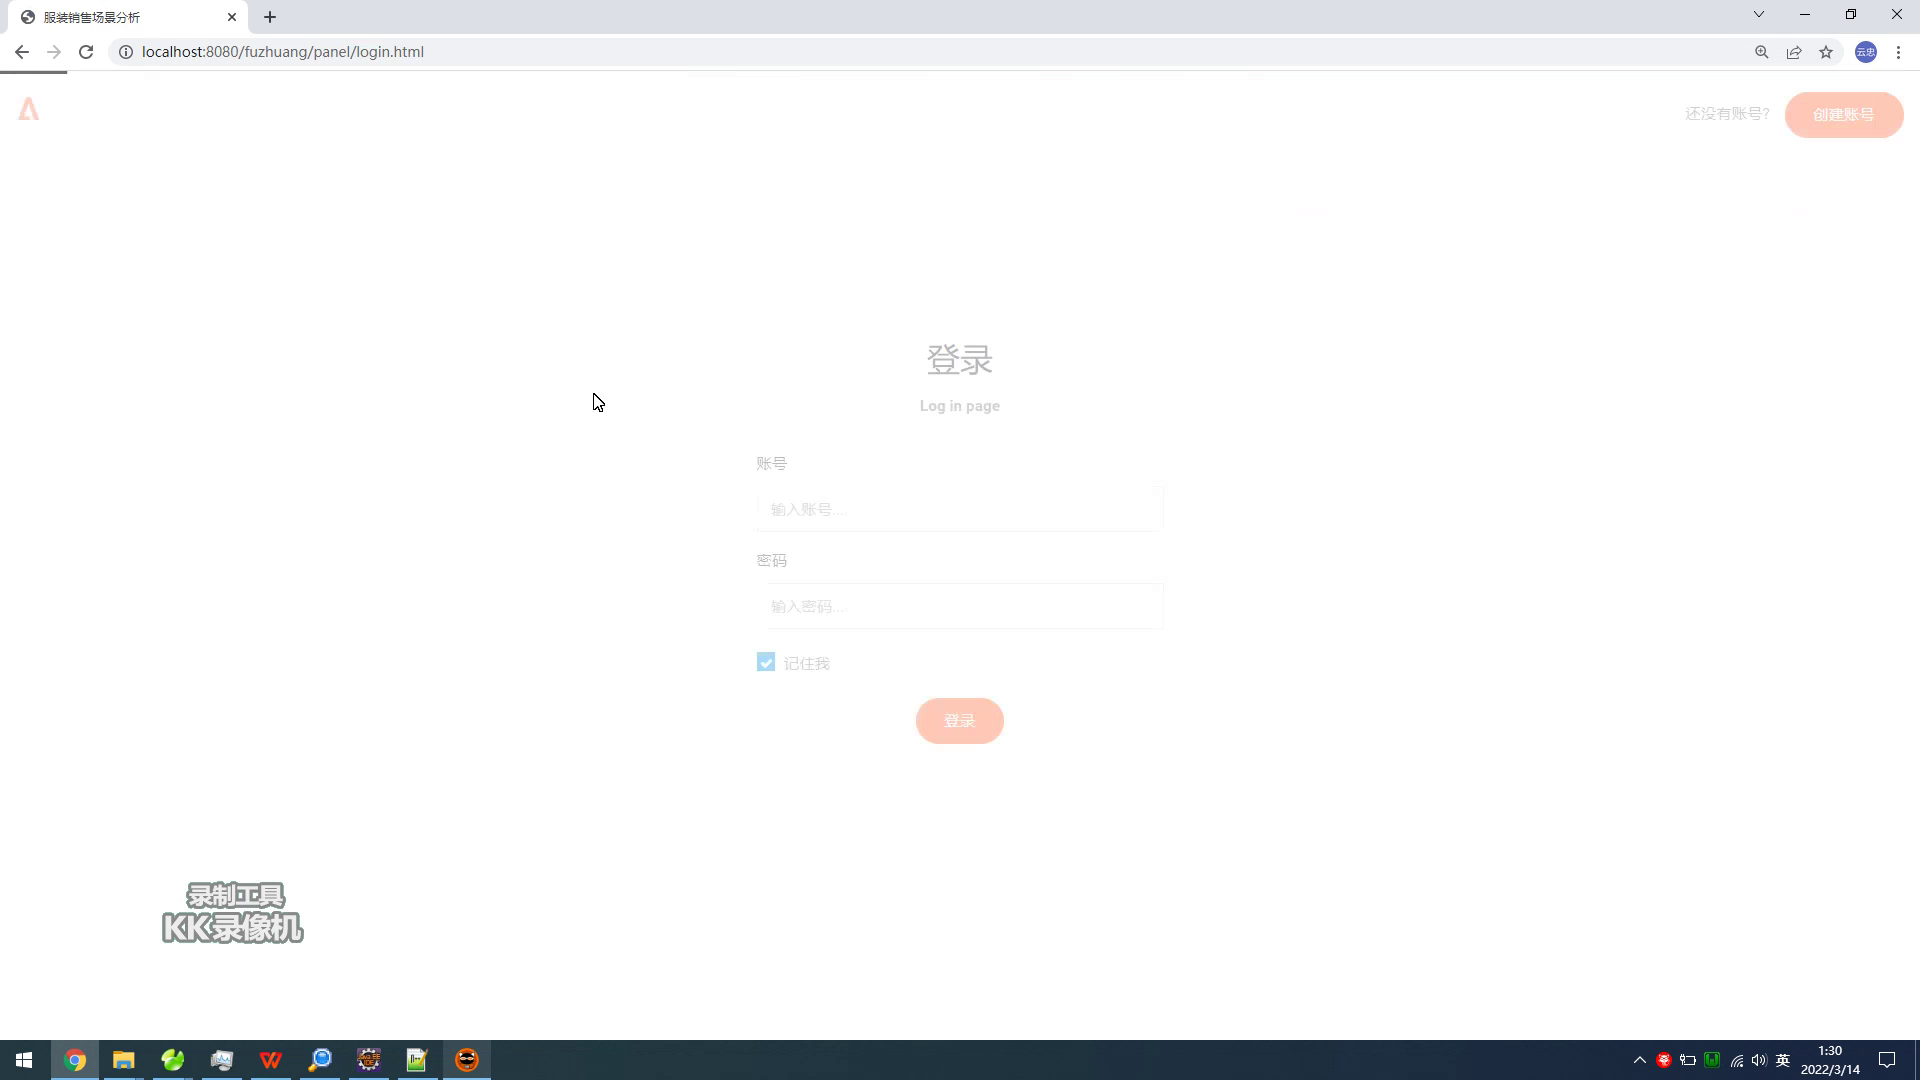 服装销售场景分析
localhost:8080/fuzhuang/panel/login.html
云忠
还没有账号?
创建账号
登录
Log in page
账号
输入账号....
密码
输入密码....
记住我
登录
录制工具
KK录像机
英
1:30
2022/3/14